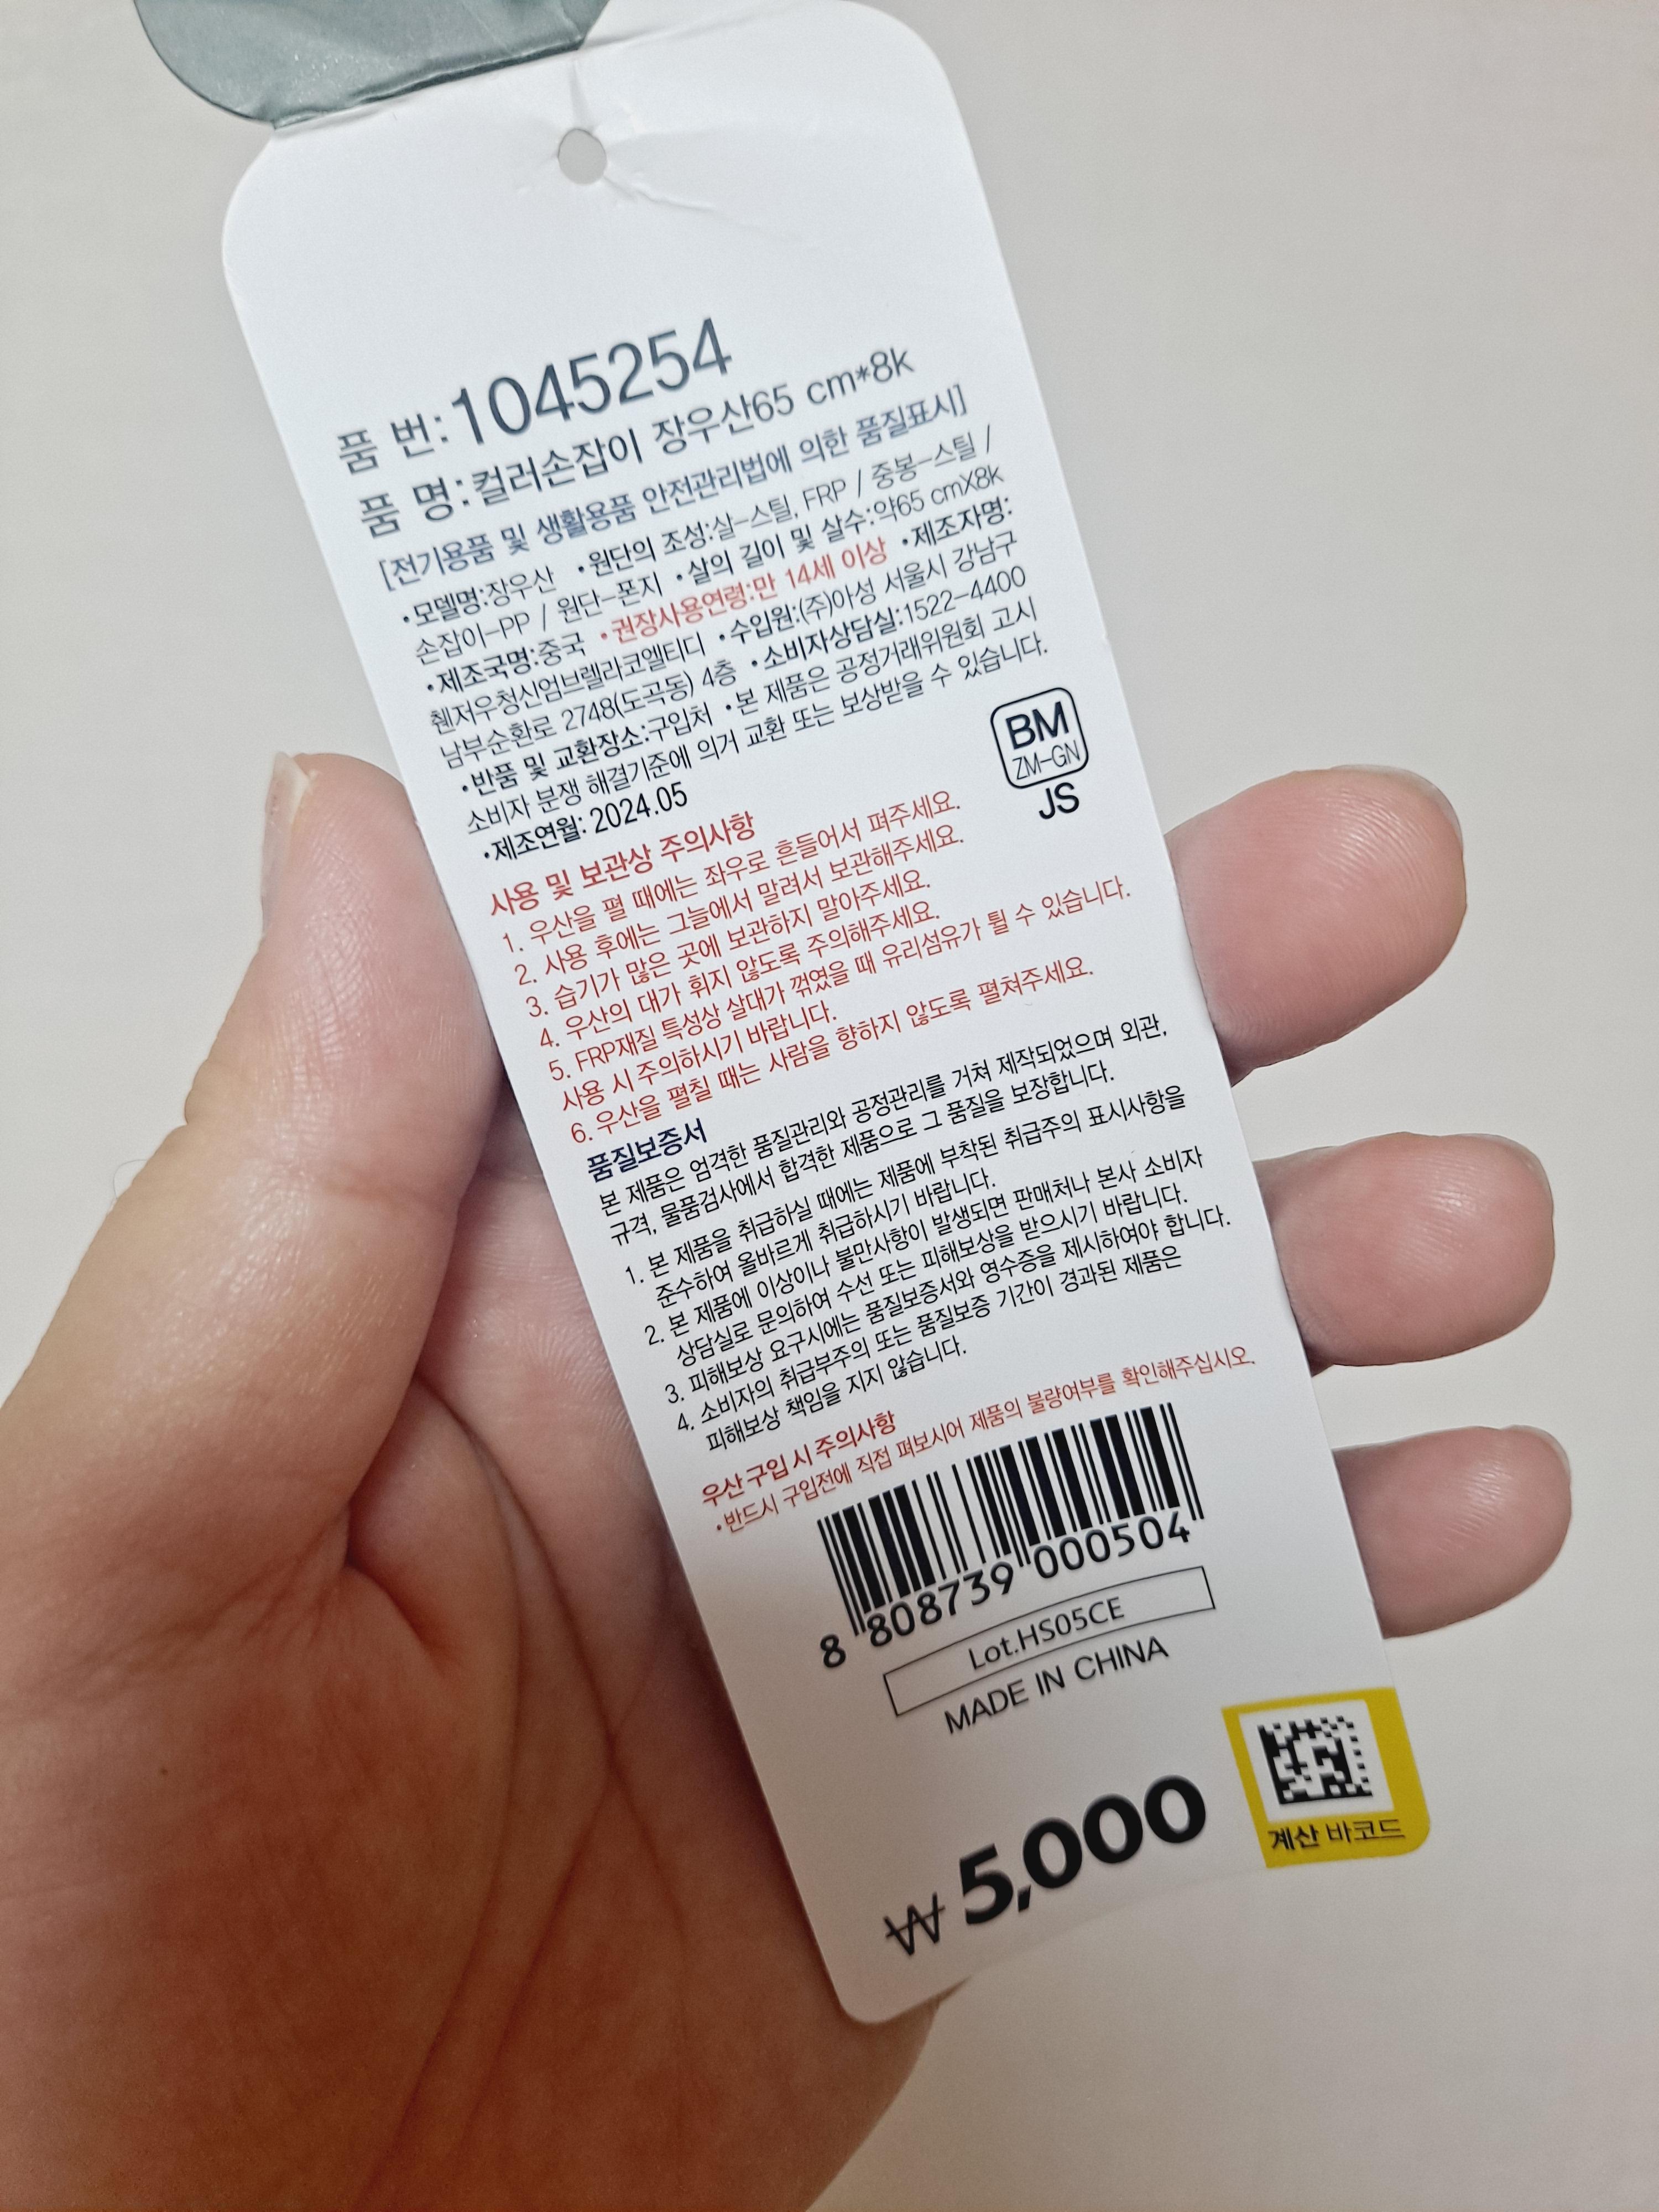 품 번:1045254
품 명:컬러손잡이 장우산65 cm*8k
[전기용품 및 생활용품 안전관리법에 의한 품질표시]
•모델명:장우산 •원단의 조성:살-스틸, FRP / 중봉-스틸 /
손잡이-PP / 원단-폰지 •살의 길이 및 살수:약65 cmX8k
•제조국명:중국 •권장사용연령:만 14세 이상 •제조자명:
췐저우청신엄브렐라코엘티디 •수입원:(주)아성 서울시 강남구
남부순환로 2748(도곡동) 4층 •소비자상담실:1522-4400
•반품 및 교환장소:구입처 •본 제품은 공정거래위원회 고시
소비자 분쟁 해결기준에 의거 교환 또는 보상받을 수 있습니다.
•제조연월: 2024.05
BM
ZM-GN
JS
사용 및 보관상 주의사항
1. 우산을 펼 때에는 좌우로 흔들어서 펴주세요.
2. 사용 후에는 그늘에서 말려서 보관해주세요.
3. 습기가 많은 곳에 보관하지 말아주세요.
4. 우산의 대가 휘지 않도록 주의해주세요.
5. FRP재질 특성상 살대가 꺾였을 때 유리섬유가 튈 수 있습니다.
사용 시 주의하시기 바랍니다.
6. 우산을 펼칠 때는 사람을 향하지 않도록 펼쳐주세요.
품질보증서
본 제품은 엄격한 품질관리와 공정관리를 거쳐 제작되었으며 외관,
규격, 물품검사에서 합격한 제품으로 그 품질을 보장합니다.
1. 본 제품을 취급하실 때에는 제품에 부착된 취급주의 표시사항을
준수하여 올바르게 취급하시기 바랍니다.
2. 본 제품에 이상이나 불만사항이 발생되면 판매처나 본사 소비자
상담실로 문의하여 수선 또는 피해보상을 받으시기 바랍니다.
3. 피해보상 요구시에는 품질보증서와 영수증을 제시하여야 합니다.
4. 소비자의 취급부주의 또는 품질보증 기간이 경과된 제품은
피해보상 책임을 지지 않습니다.
우산 구입 시 주의사항
•반드시 구입전에 직접 펴보시어 제품의 불량여부를 확인해주십시오.
8 808739 000504
Lot.HS05CE
MADE IN CHINA
₩ 5,000
계산 바코드